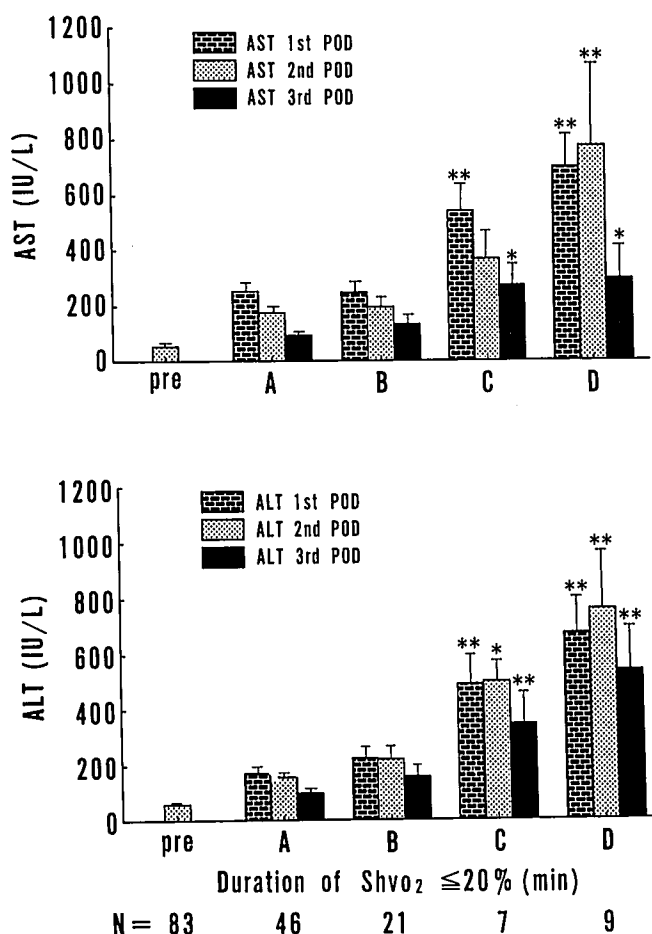 1200
1000
800
600
400
200
0
AST (IU/L)
AST 1st POD
AST 2nd POD
AST 3rd POD
**
**
**
*
*
pre A B C D
1200
1000
800
600
400
200
0
ALT (IU/L)
ALT 1st POD
ALT 2nd POD
ALT 3rd POD
**
**
**
**
*
**
pre A B C D
Duration of Shvo₂ ≦20% (min)
N = 83 46 21 7 9